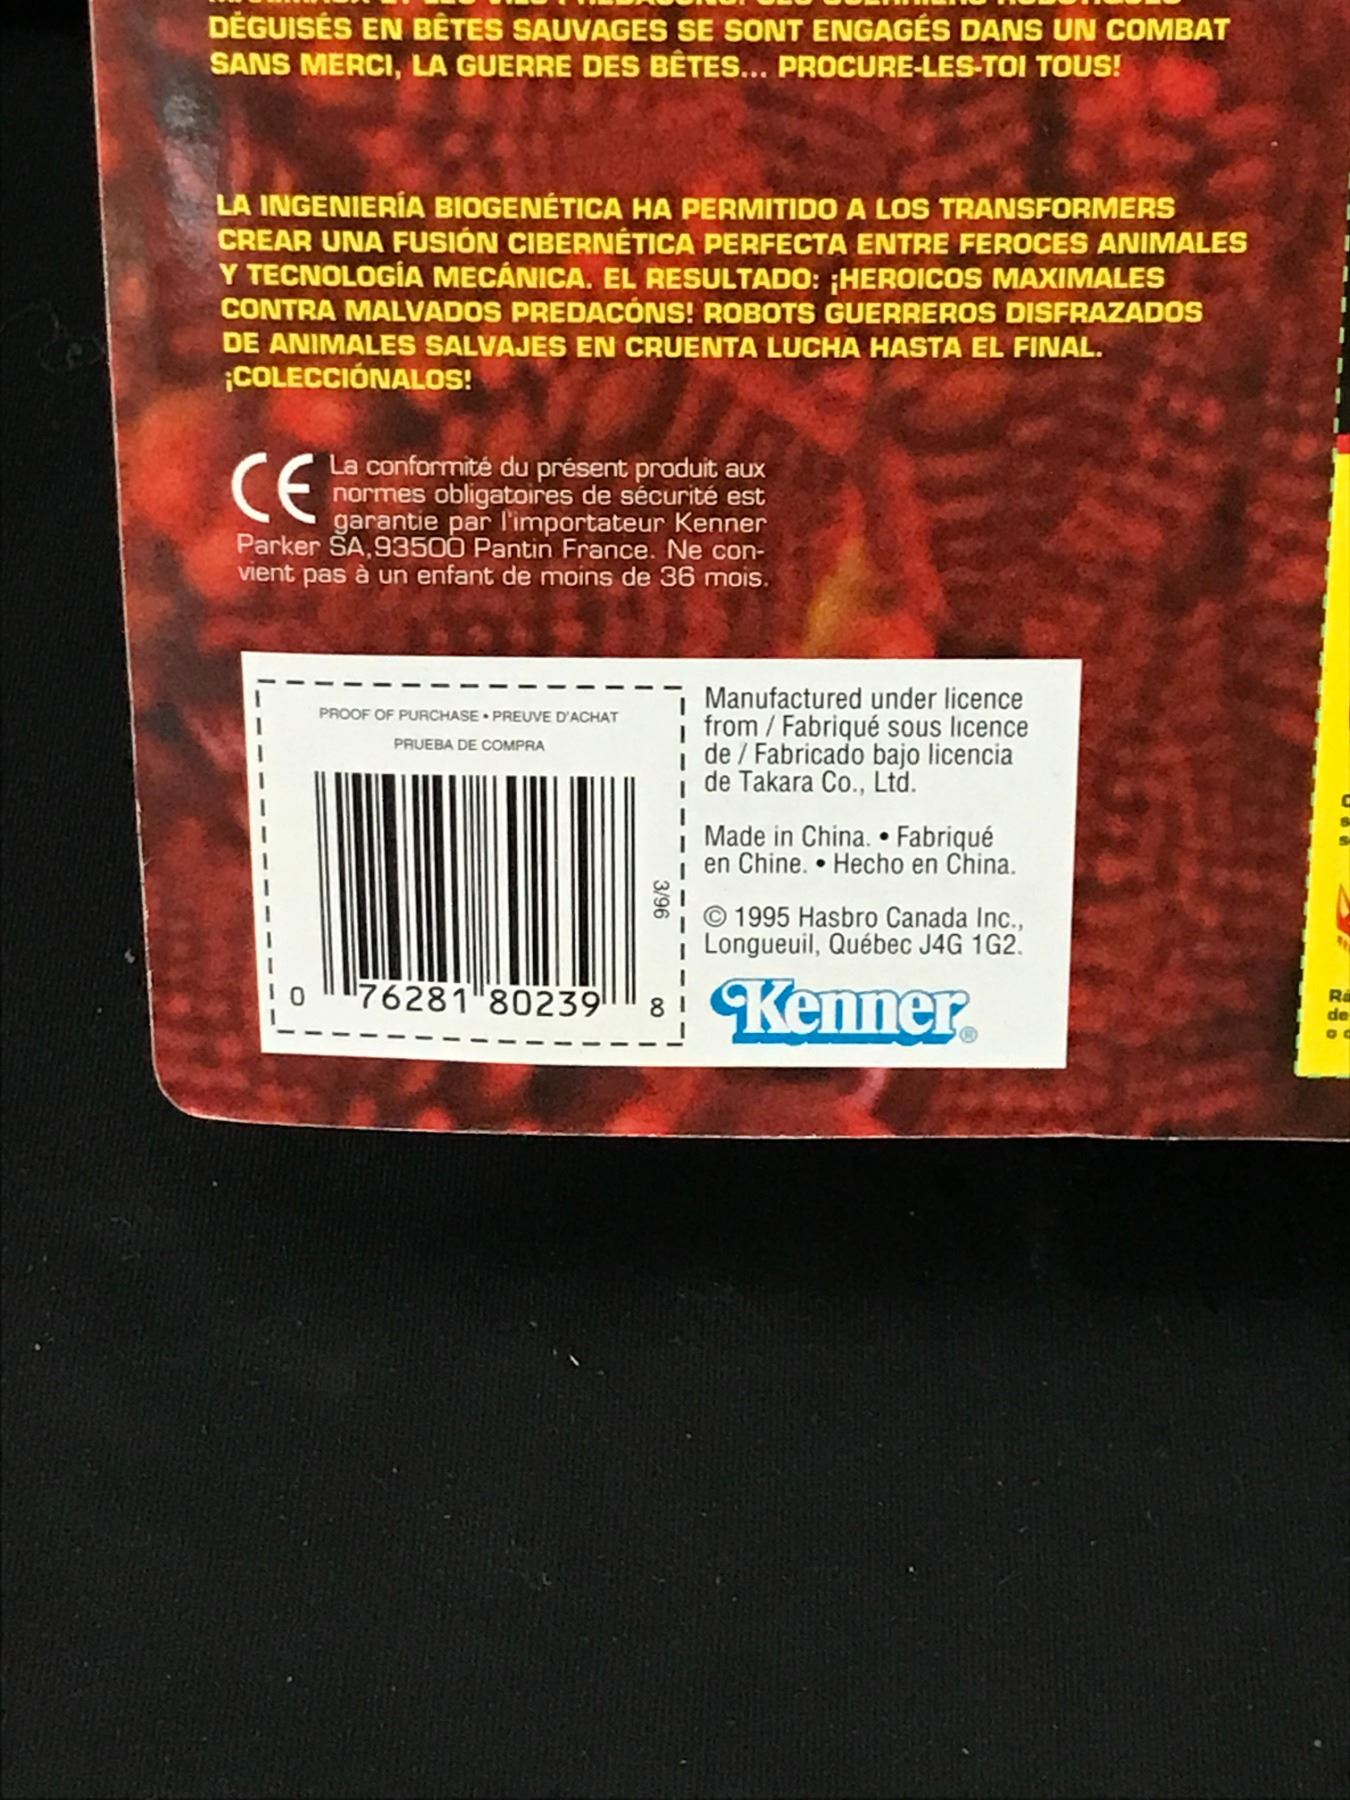 DÉGUISÉS EN BÊTES SAUVAGES SE SONT ENGAGÉS DANS UN COMBAT
SANS MERCI, LA GUERRE DES BÊTES... PROCURE-LES-TOI TOUS!
LA INGENIERÍA BIOGENÉTICA HA PERMITIDO A LOS TRANSFORMERS
CREAR UNA FUSIÓN CIBERNÉTICA PERFECTA ENTRE FEROCES ANIMALES
Y TECNOLOGÍA MECÁNICA. EL RESULTADO: ¡HEROICOS MAXIMALES
CONTRA MALVADOS PREDACÓNS! ROBOTS GUERREROS DISFRAZADOS
DE ANIMALES SALVAJES EN CRUENTA LUCHA HASTA EL FINAL.
¡COLECCIÓNALOS!
CE La conformité du présent produit aux
normes obligatoires de sécurité est
garantie par l'importateur Kenner
Parker SA,93500 Pantin France. Ne con-
vient pas à un enfant de moins de 36 mois.
PROOF OF PURCHASE • PREUVE D'ACHAT
PRUEBA DE COMPRA
3/96
0 76281 80239 8
Manufactured under licence
from / Fabriqué sous licence
de / Fabricado bajo licencia
de Takara Co., Ltd.
Made in China. • Fabriqué
en Chine. • Hecho en China.
© 1995 Hasbro Canada Inc.,
Longueuil, Québec J4G 1G2.
Kenner®